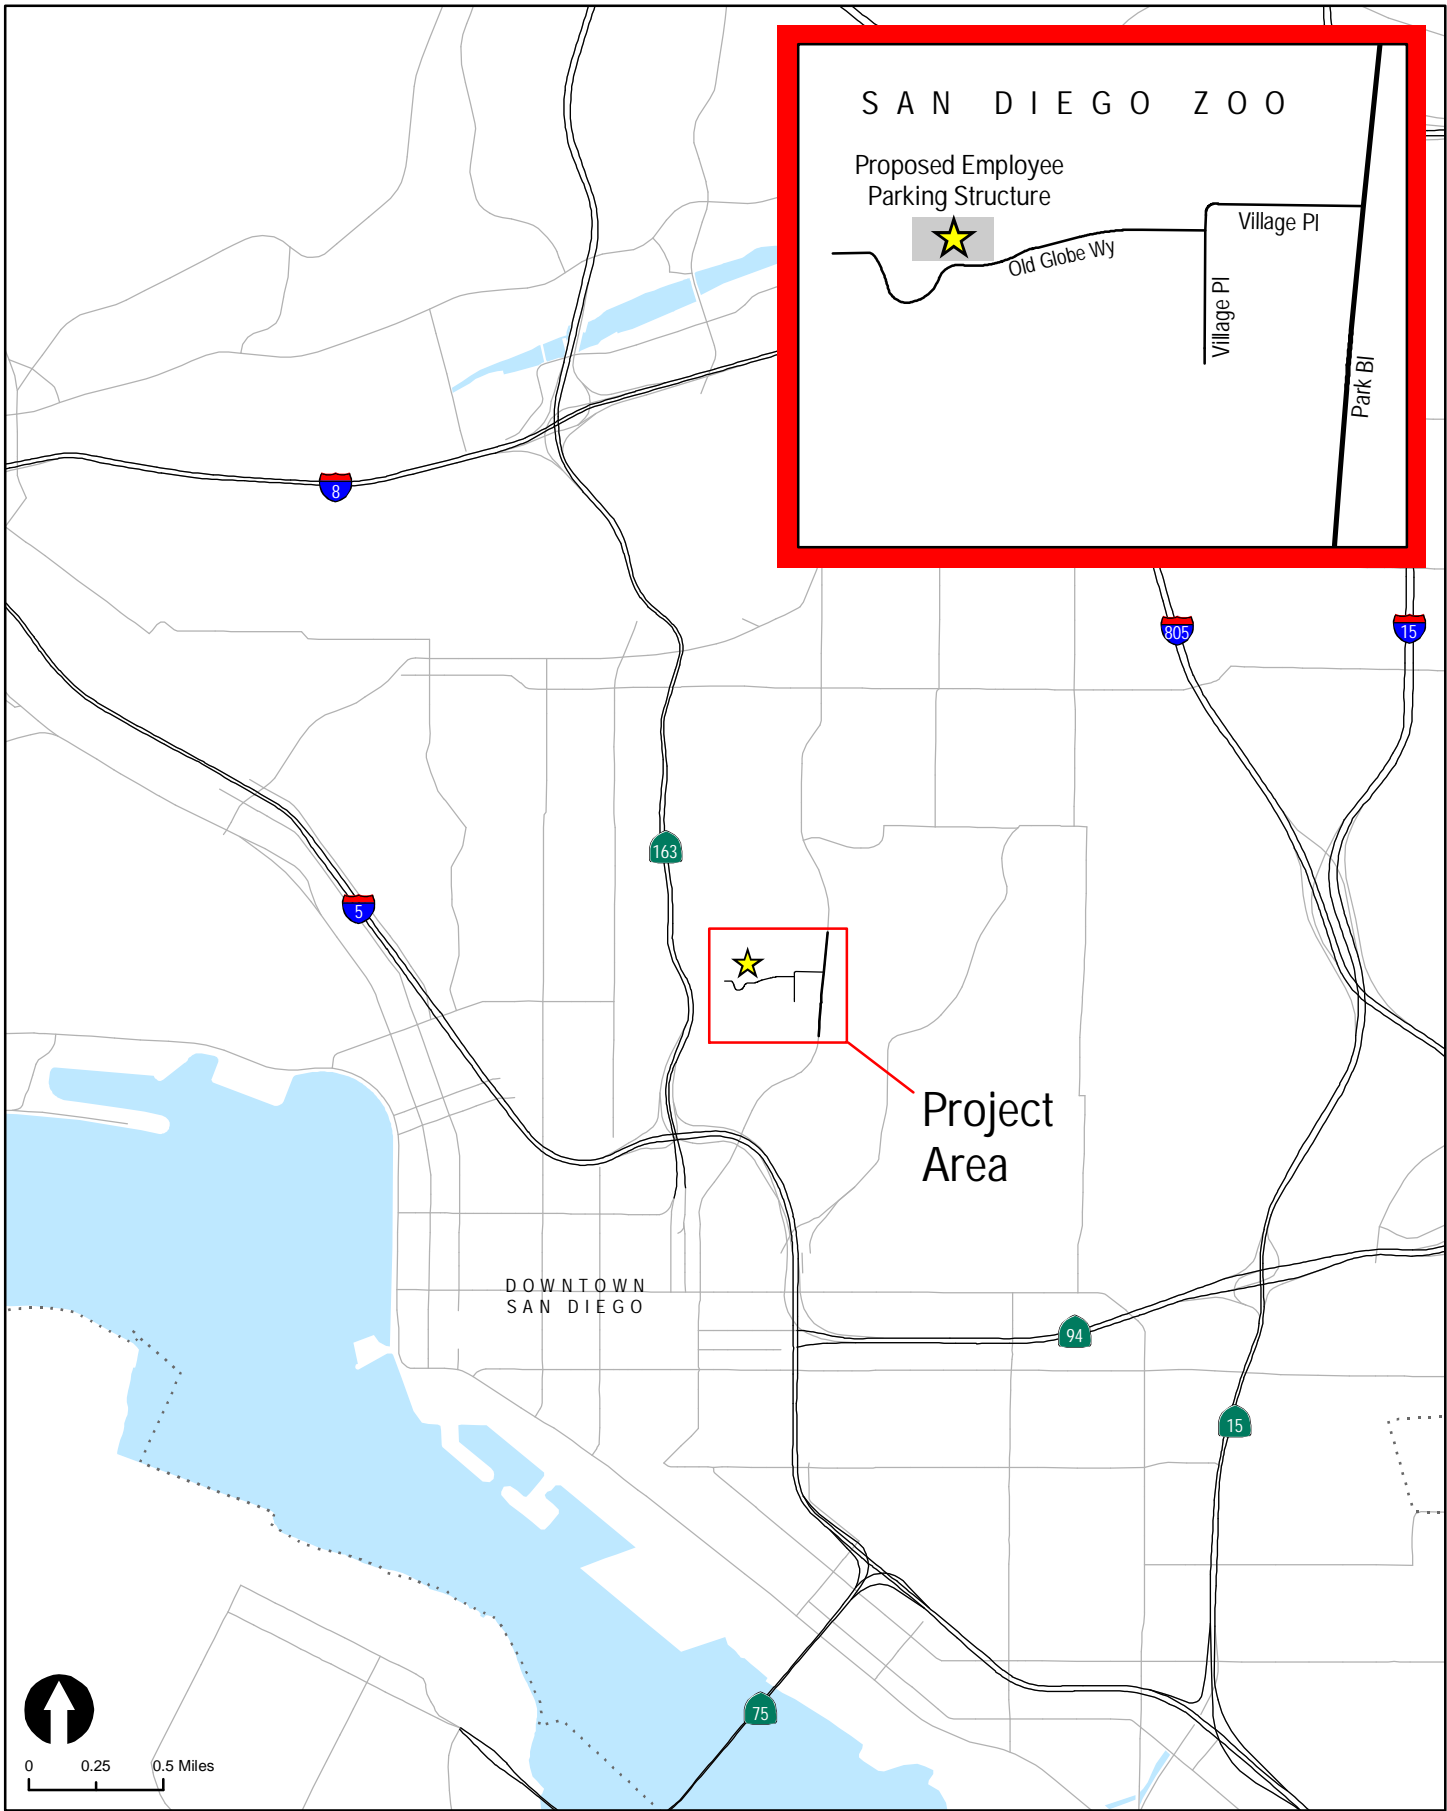 SAN DIEGO ZOO
Proposed Employee
Parking Structure
Village Pl
Old Globe Wy
Village Pl
Park Bl
8
805
15
163
5
Project
Area
DOWNTOWN
SAN DIEGO
94
15
75
0 0.25 0.5 Miles